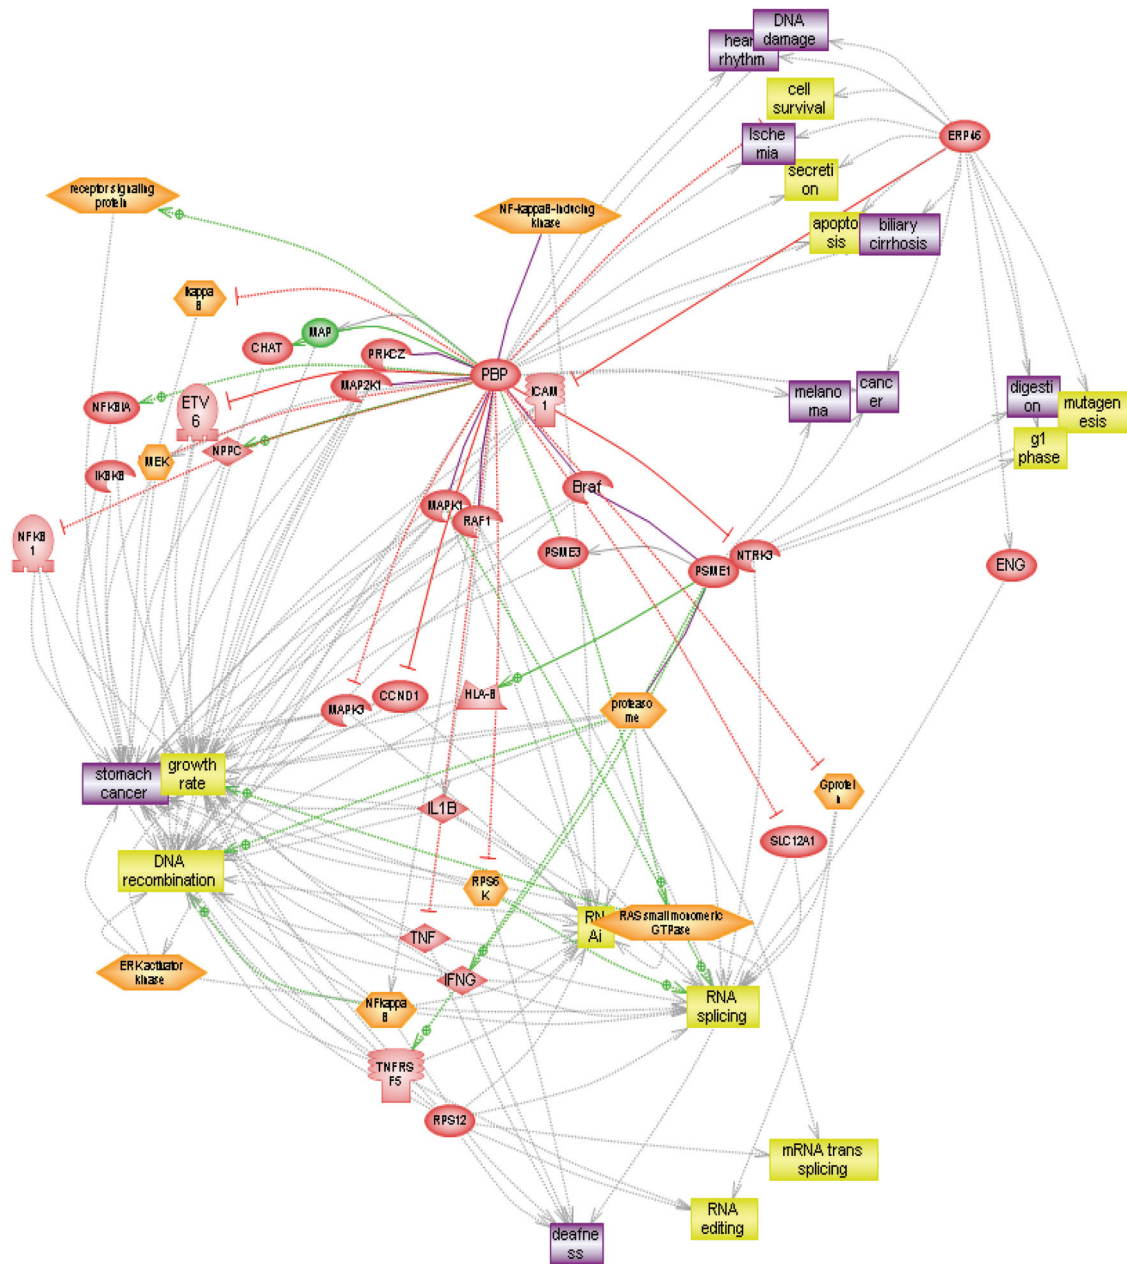 DNA
damage
hear
rhythm
cell
survival
Ische
mia
ERP46
secreti
on
receptor signaling
protein
NF-kappaB-inducing
kinase
apopto
sis
biliary
cirrhosis
Ikappa
B
MAP
CHAT
PRKCZ
PBP
MAP2K1
ICAM
1
melano
ma
canc
er
digesti
on
mutagen
esis
NFKBIA
ETV
6
g1
phase
NPPC
MEK
IKBKB
Braf
MAPK1
RAF1
NFKB
1
PSME3
NTRK3
PSME1
ENG
HLA-B
CCND1
MAPK3
proteaso
me
growth
rate
stomach
cancer
Gprotei
n
IL1B
SLC12A1
DNA
recombination
RPS6
K
RN
Ai
RAS small monomeric
GTPase
TNF
ERK activator
kinase
IFNG
NFkappa
B
RNA
splicing
TNFRS
F5
RPS12
mRNA trans
splicing
RNA
editing
deafne
ss